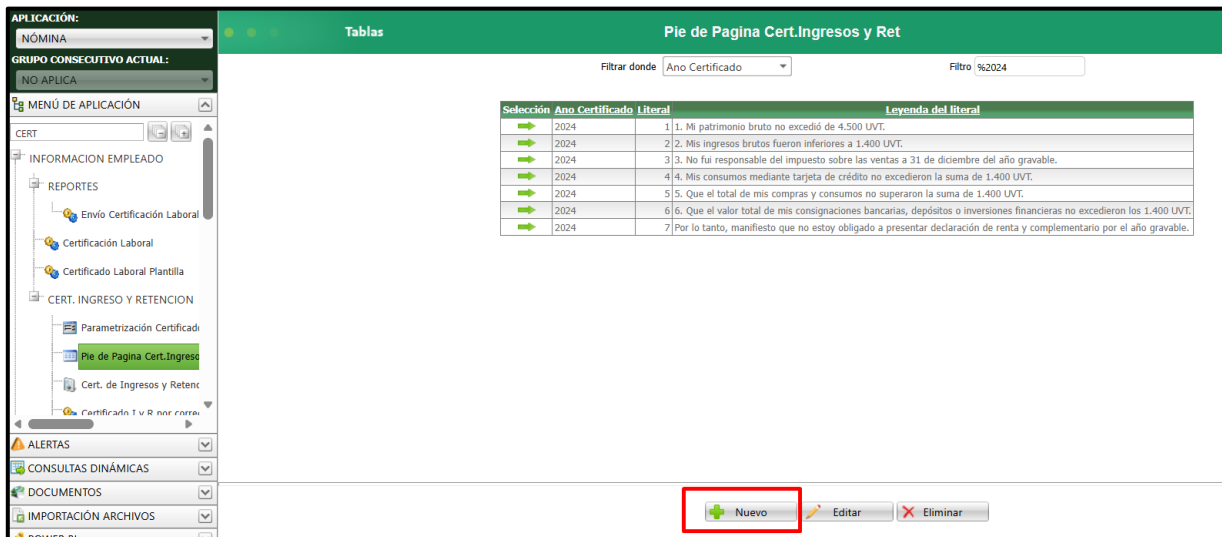 APLICACIÓN:
NÓMINA
GRUPO CONSECUTIVO ACTUAL:
NO APLICA
MENÚ DE APLICACIÓN
CERT
INFORMACION EMPLEADO
REPORTES
Envío Certificación Laboral
Certificación Laboral
Certificado Laboral Plantilla
CERT. INGRESO Y RETENCION
Parametrización Certificado
Pie de Pagina Cert.Ingreso
Cert. de Ingresos y Retenc
Certificado I y R por corre
ALERTAS
CONSULTAS DINÁMICAS
DOCUMENTOS
IMPORTACIÓN ARCHIVOS
POWER BI
Tablas
Pie de Pagina Cert.Ingresos y Ret
Filtrar donde Ano Certificado Filtro %2024
Selección Ano Certificado Literal Leyenda del literal
2024 1 1. Mi patrimonio bruto no excedió de 4.500 UVT.
2024 2 2. Mis ingresos brutos fueron inferiores a 1.400 UVT.
2024 3 3. No fui responsable del impuesto sobre las ventas a 31 de diciembre del año gravable.
2024 4 4. Mis consumos mediante tarjeta de crédito no excedieron la suma de 1.400 UVT.
2024 5 5. Que el total de mis compras y consumos no superaron la suma de 1.400 UVT.
2024 6 6. Que el valor total de mis consignaciones bancarias, depósitos o inversiones financieras no excedieron los 1.400 UVT.
2024 7 Por lo tanto, manifiesto que no estoy obligado a presentar declaración de renta y complementario por el año gravable.
Nuevo Editar Eliminar